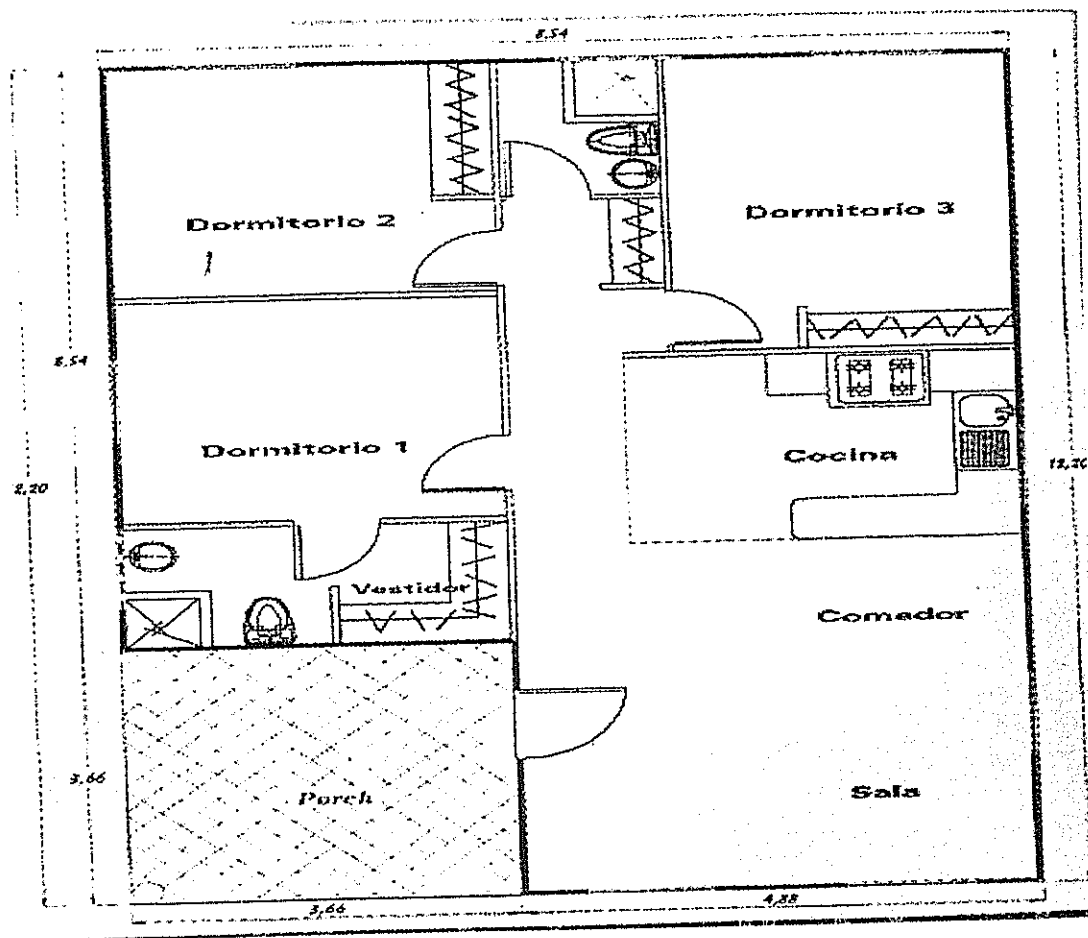 8,54
Dormitorio 2
Dormitorio 3
8,54
Dormitorio 1
Cocina
2,20
12,20
Vestidor
Comedor
3,66
Porch
Sala
3,66
4,88